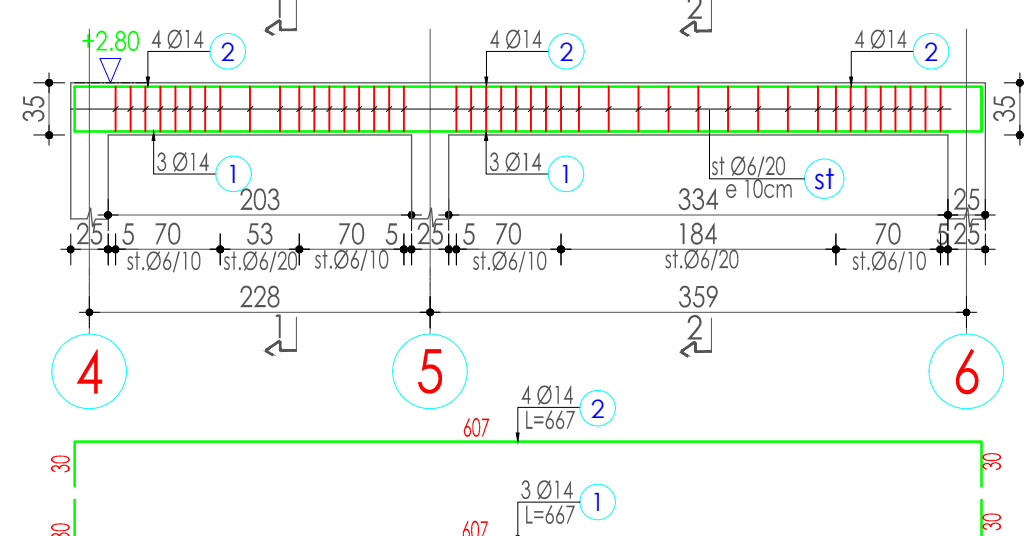 1 2
+2.80 4 Ø14 2 4 Ø14 2 4 Ø14 2
35 35
3 Ø14 1 3 Ø14 1 st Ø6/20 st
e 10cm
203 334 25
25 5 70 53 70 5 25 5 70 184 70 5 25
st.Ø6/10 st.Ø6/20 st.Ø6/10 st.Ø6/10 st.Ø6/20 st.Ø6/10
228 359
1 2
4 5 6
4 Ø14 2
607 L=667
30 30
3 Ø14 1
607 L=667
30 30